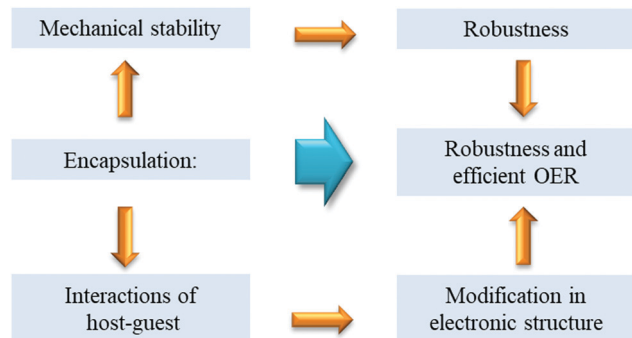 Mechanical stability
Robustness
Encapsulation:
Robustness and
efficient OER
Interactions of
host-guest
Modification in
electronic structure